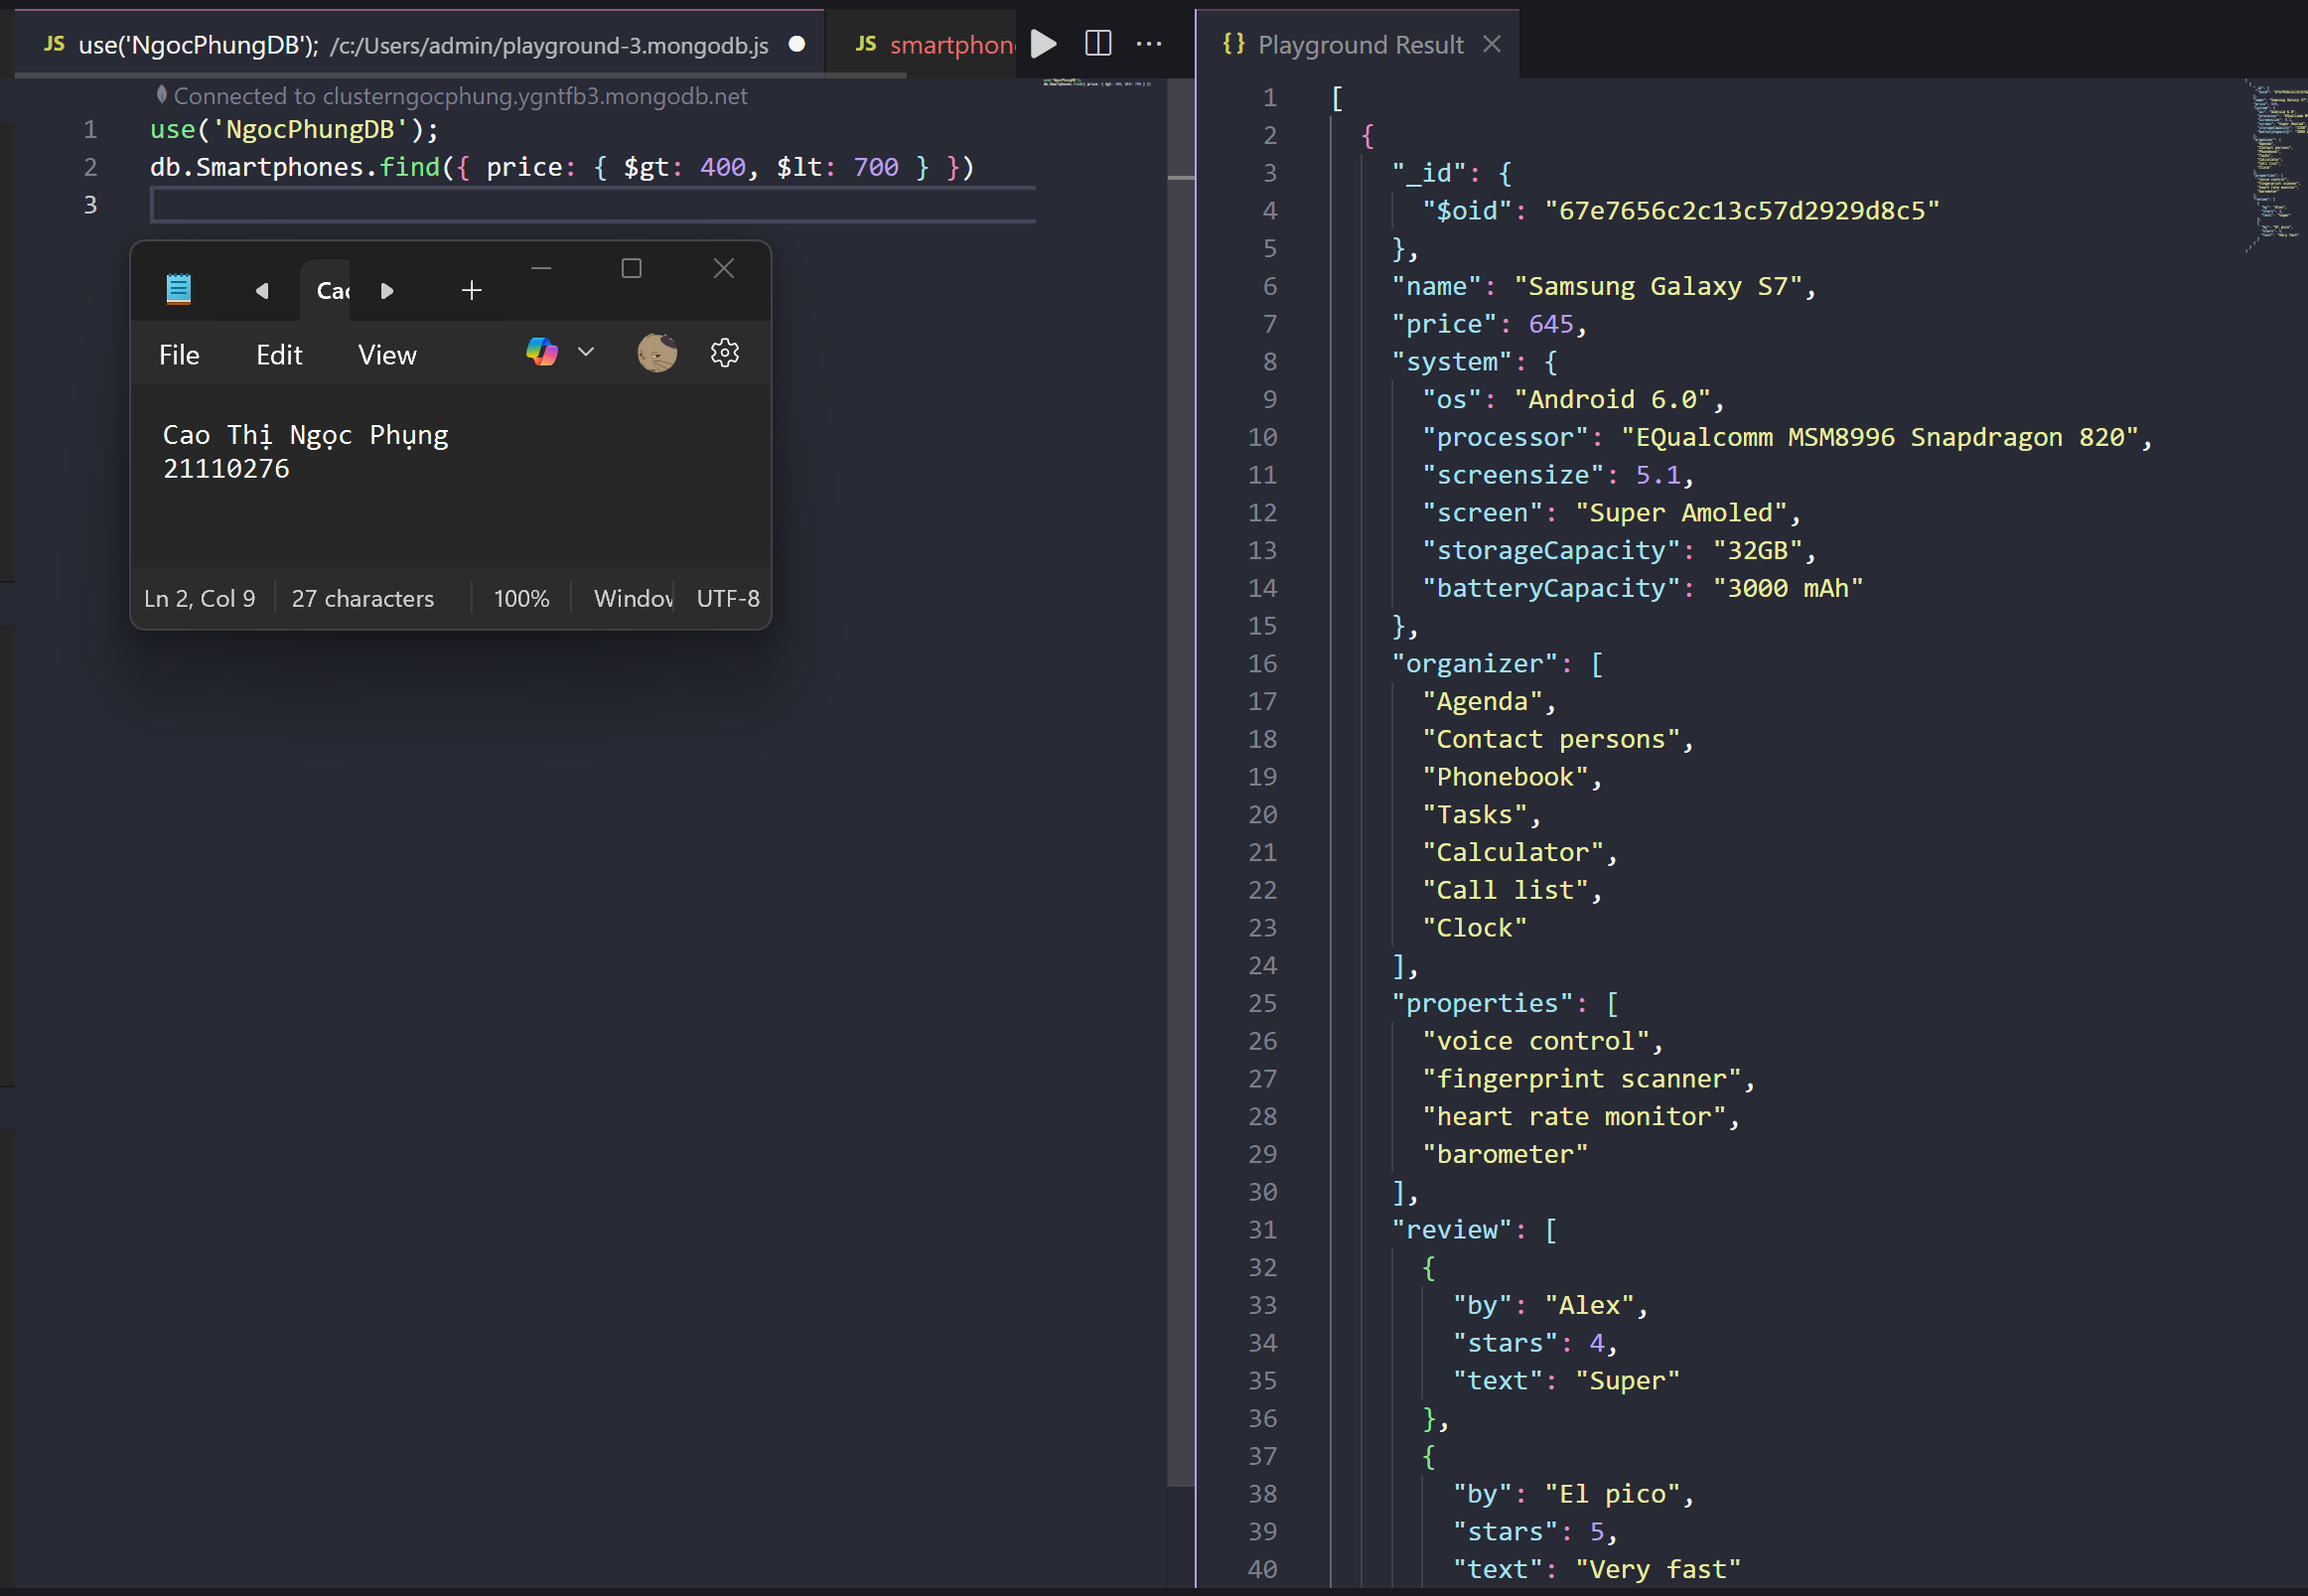 JS use('NgocPhungDB'); /c:/Users/admin/playground-3.mongodb.js
JS smartphon
Connected to clusterngocphung.ygntfb3.mongodb.net
1 use('NgocPhungDB');
2 db.Smartphones.find({ price: { $gt: 400, $lt: 700 } })
3
Cao
File Edit View
Cao Thị Ngọc Phụng
21110276
Ln 2, Col 9 27 characters 100% Window UTF-8
{} Playground Result
1 [
2 {
3 "_id": {
4 "$oid": "67e7656c2c13c57d2929d8c5"
5 },
6 "name": "Samsung Galaxy S7",
7 "price": 645,
8 "system": {
9 "os": "Android 6.0",
10 "processor": "EQualcomm MSM8996 Snapdragon 820",
11 "screensize": 5.1,
12 "screen": "Super Amoled",
13 "storageCapacity": "32GB",
14 "batteryCapacity": "3000 mAh"
15 },
16 "organizer": [
17 "Agenda",
18 "Contact persons",
19 "Phonebook",
20 "Tasks",
21 "Calculator",
22 "Call list",
23 "Clock"
24 ],
25 "properties": [
26 "voice control",
27 "fingerprint scanner",
28 "heart rate monitor",
29 "barometer"
30 ],
31 "review": [
32 {
33 "by": "Alex",
34 "stars": 4,
35 "text": "Super"
36 },
37 {
38 "by": "El pico",
39 "stars": 5,
40 "text": "Very fast"